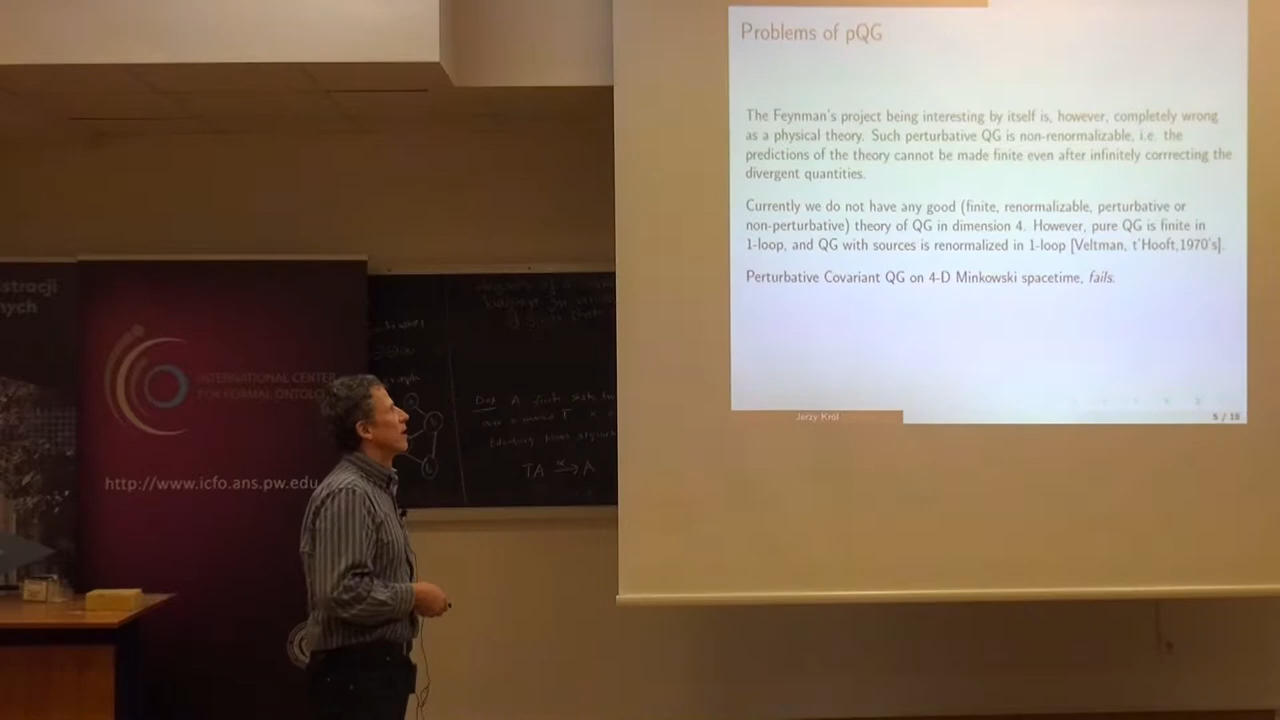 Problems of pQG
The Feynman's project being interesting by itself is, however, completely wrong
as a physical theory. Such perturbative QG is non-renormalizable, i.e. the
predictions of the theory cannot be made finite even after infinitely corrrecting the
divergent quantities.
Currently we do not have any good (finite, renormalizable, perturbative or
non-perturbative) theory of QG in dimension 4. However, pure QG is finite in
1-loop, and QG with sources is renormalized in 1-loop [Veltman, t'Hooft,1970's].
Perturbative Covariant QG on 4-D Minkowski spacetime, fails.
Jerzy Król
5 / 18
stracji
nych
INTERNATIONAL CENTER
FOR FORMAL ONTOLO
http://www.icfo.ans.pw.edu
A finite state
TA → A